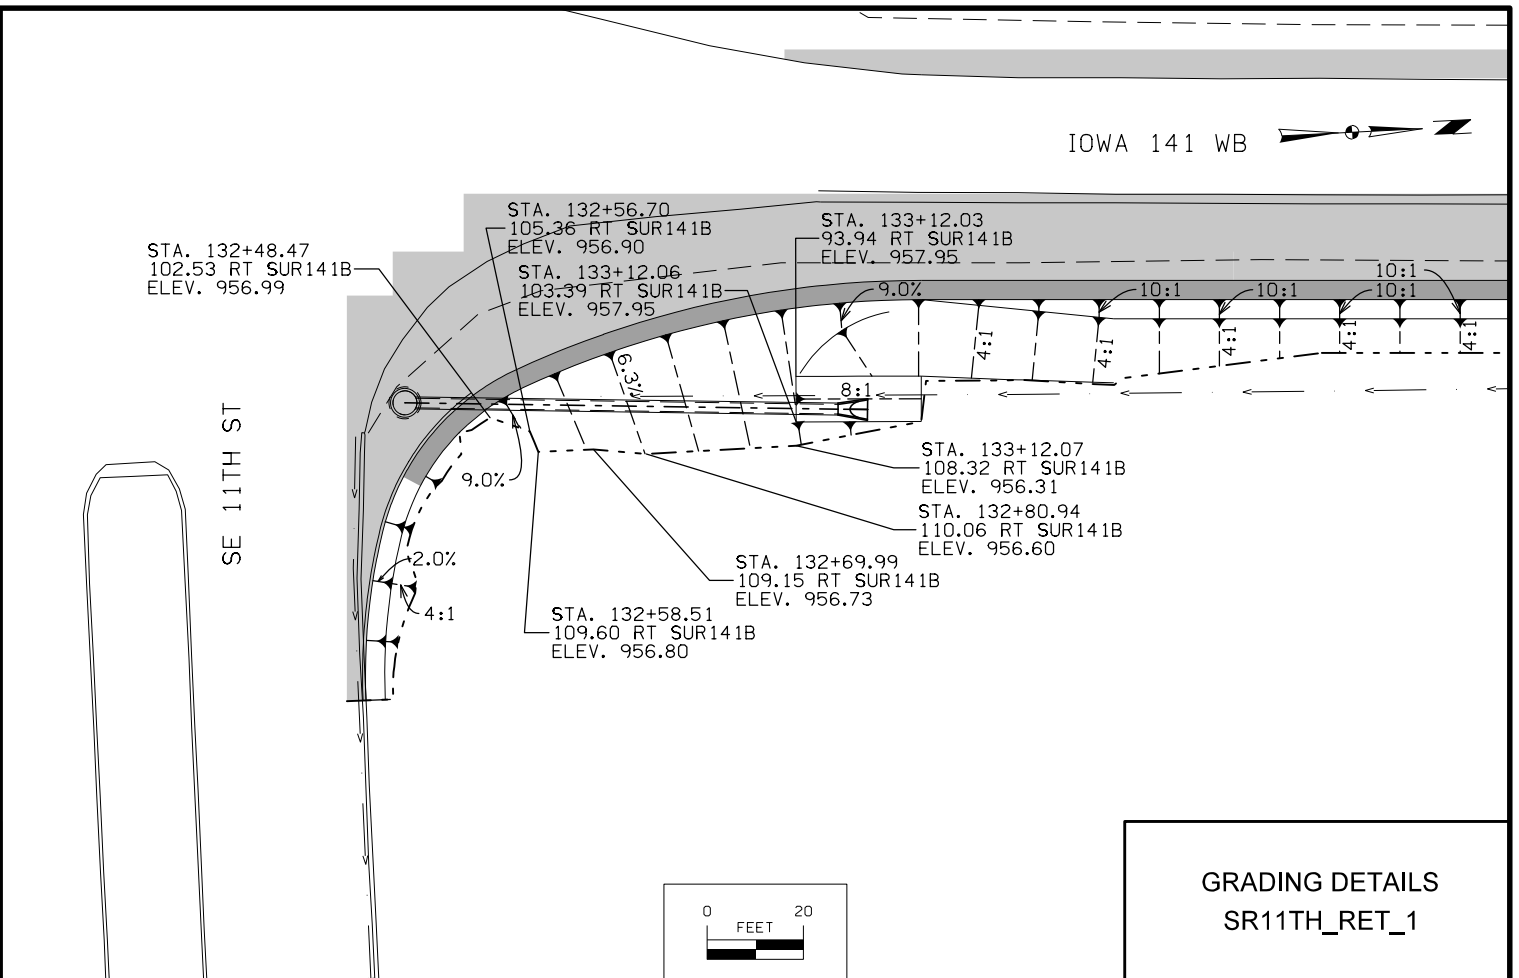 IOWA 141 WB
STA. 132+56.70
105.36 RT SUR141B
ELEV. 956.90
STA. 133+12.03
93.94 RT SUR141B
ELEV. 957.95
STA. 132+48.47
102.53 RT SUR141B
ELEV. 956.99
STA. 133+12.06
103.39 RT SUR141B
ELEV. 957.95
9.0%
10:1
10:1
10:1
10:1
4:1
4:1
4:1
4:1
4:1
6.3%
8:1
SE 11TH ST
9.0%
STA. 133+12.07
108.32 RT SUR141B
ELEV. 956.31
STA. 132+80.94
110.06 RT SUR141B
ELEV. 956.60
2.0%
STA. 132+69.99
109.15 RT SUR141B
ELEV. 956.73
4:1
STA. 132+58.51
109.60 RT SUR141B
ELEV. 956.80
0 20
FEET
GRADING DETAILS
SR11TH_RET_1